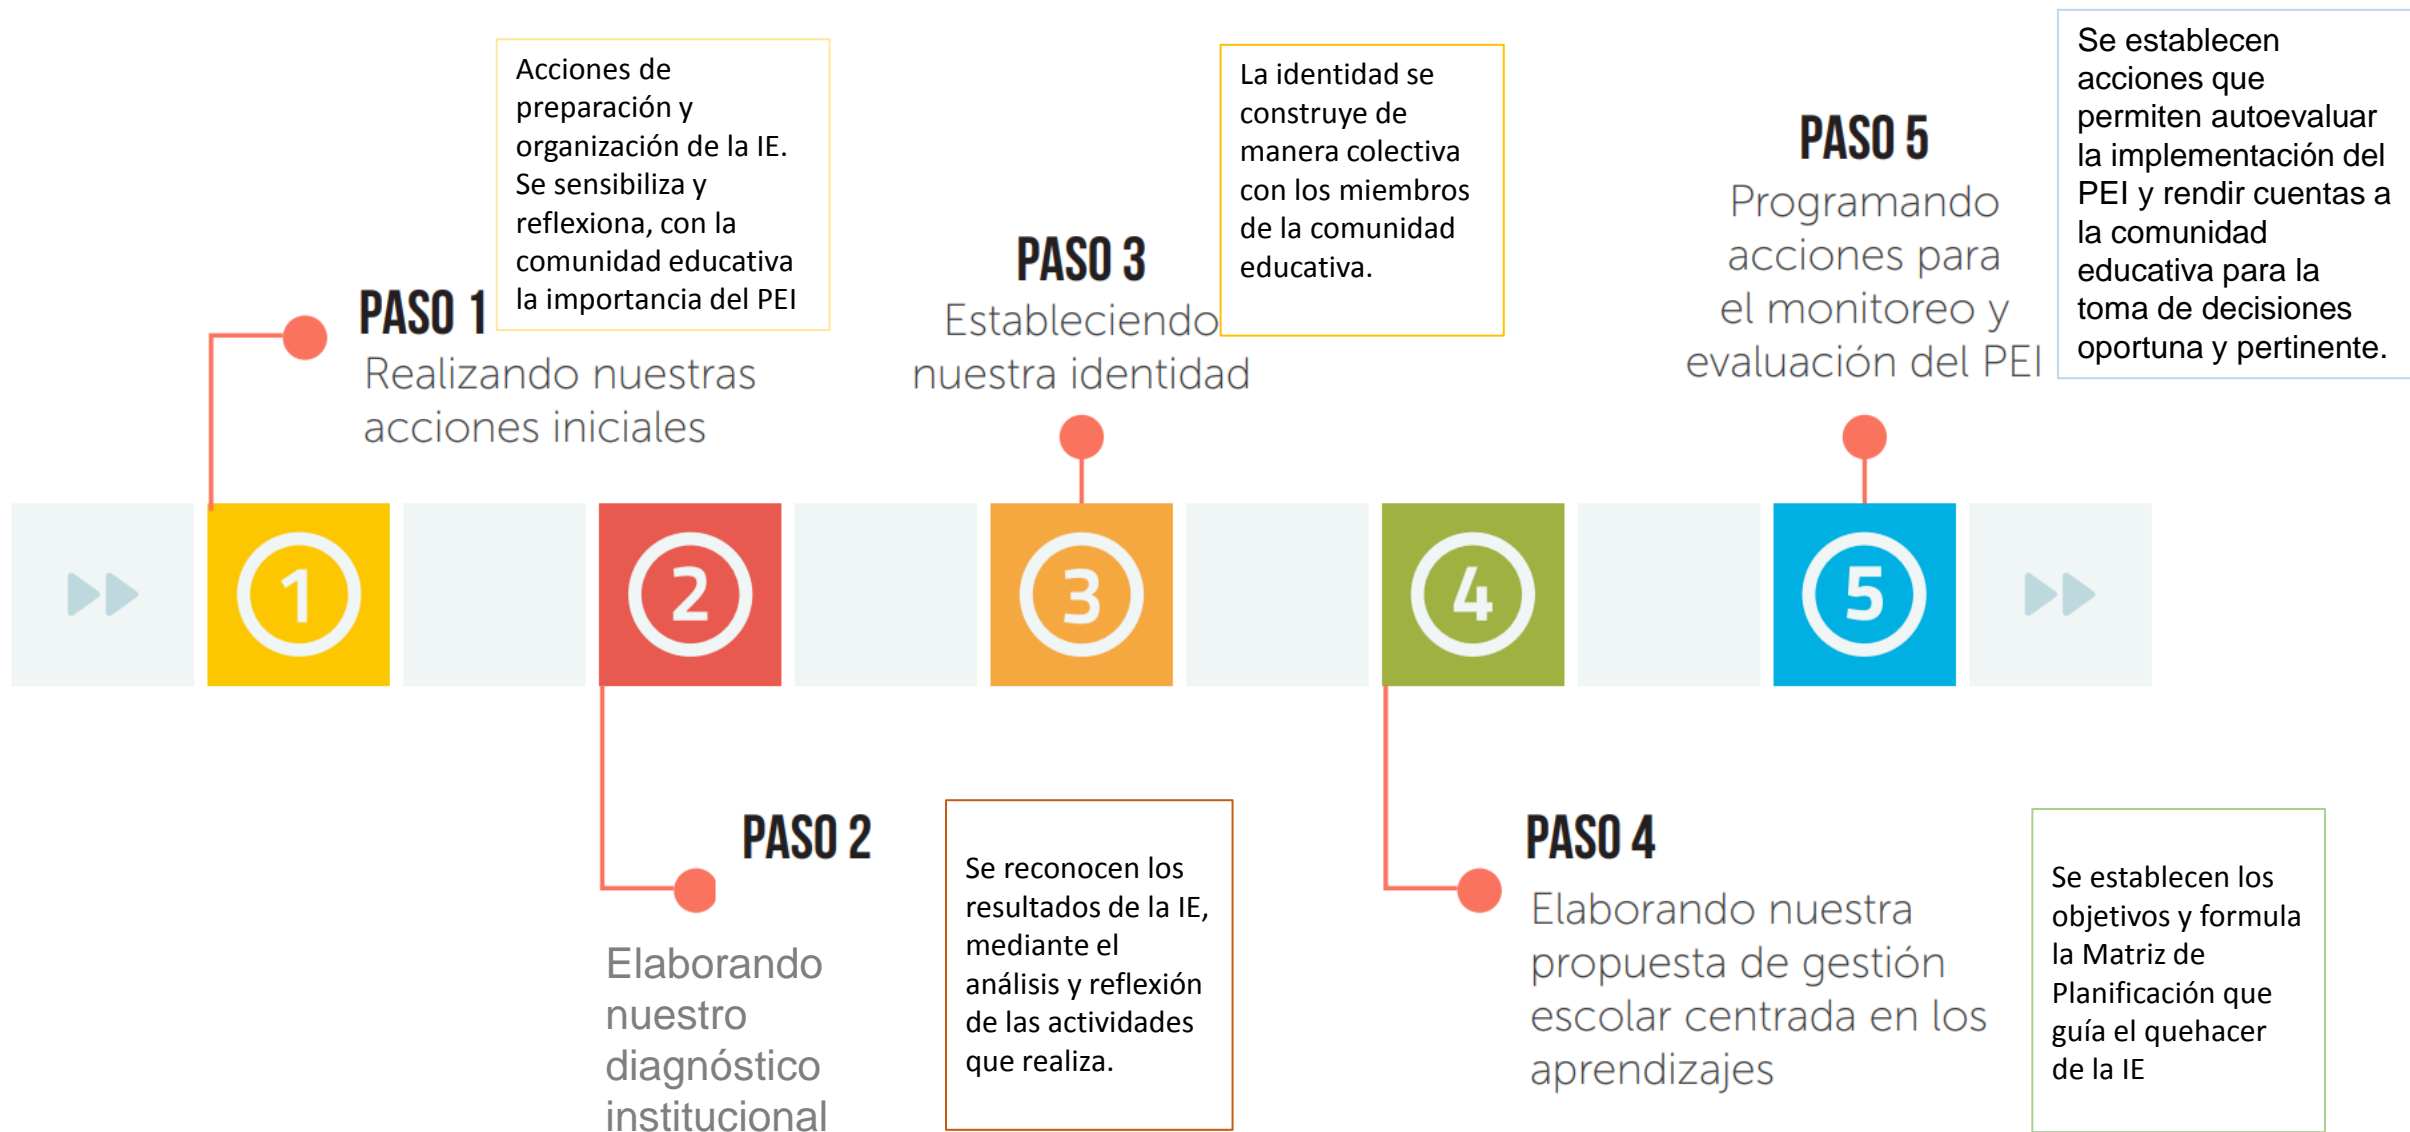 PASO 1
Realizando nuestras
acciones iniciales
Acciones de
preparación y
organización de la IE.
Se sensibiliza y
reflexiona, con la
comunidad educativa
la importancia del PEI
PASO 3
Estableciendo
nuestra identidad
La identidad se
construye de
manera colectiva
con los miembros
de la comunidad
educativa.
PASO 5
Programando
acciones para
el monitoreo y
evaluación del PEI
Se establecen
acciones que
permiten autoevaluar
la implementación del
PEI y rendir cuentas a
la comunidad
educativa para la
toma de decisiones
oportuna y pertinente.
1
2
3
4
5
PASO 2
Elaborando
nuestro
diagnóstico
institucional
Se reconocen los
resultados de la IE,
mediante el
análisis y reflexión
de las actividades
que realiza.
PASO 4
Elaborando nuestra
propuesta de gestión
escolar centrada en los
aprendizajes
Se establecen los
objetivos y formula
la Matriz de
Planificación que
guía el quehacer
de la IE